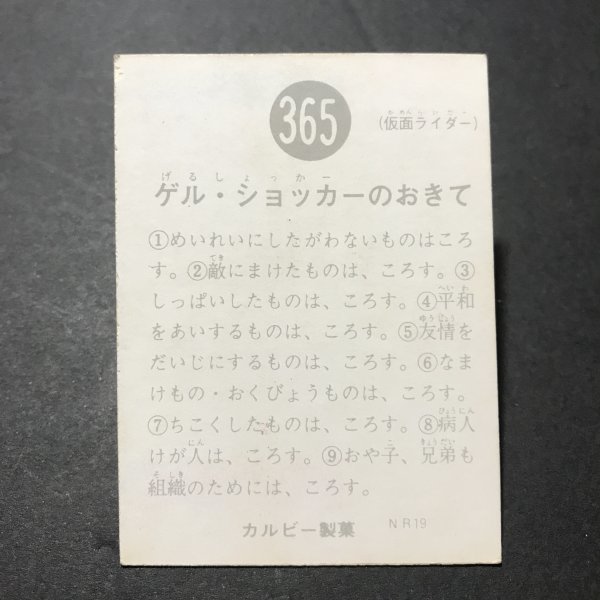 365
(仮面ライダー)
げるしょっかー
ゲル・ショッカーのおきて
①めいれいにしたがわないものはころ
す。②敵にまけたものは、ころす。③
しっぱいしたものは、ころす。④平和
をあいするものは、ころす。⑤友情を
だいじにするものは、ころす。⑥なま
けもの・おくびょうものは、ころす。
⑦ちこくしたものは、ころす。⑧病人
けが人は、ころす。⑨おや子、兄弟も
組織のためには、ころす。
カルビー製菓
NR19